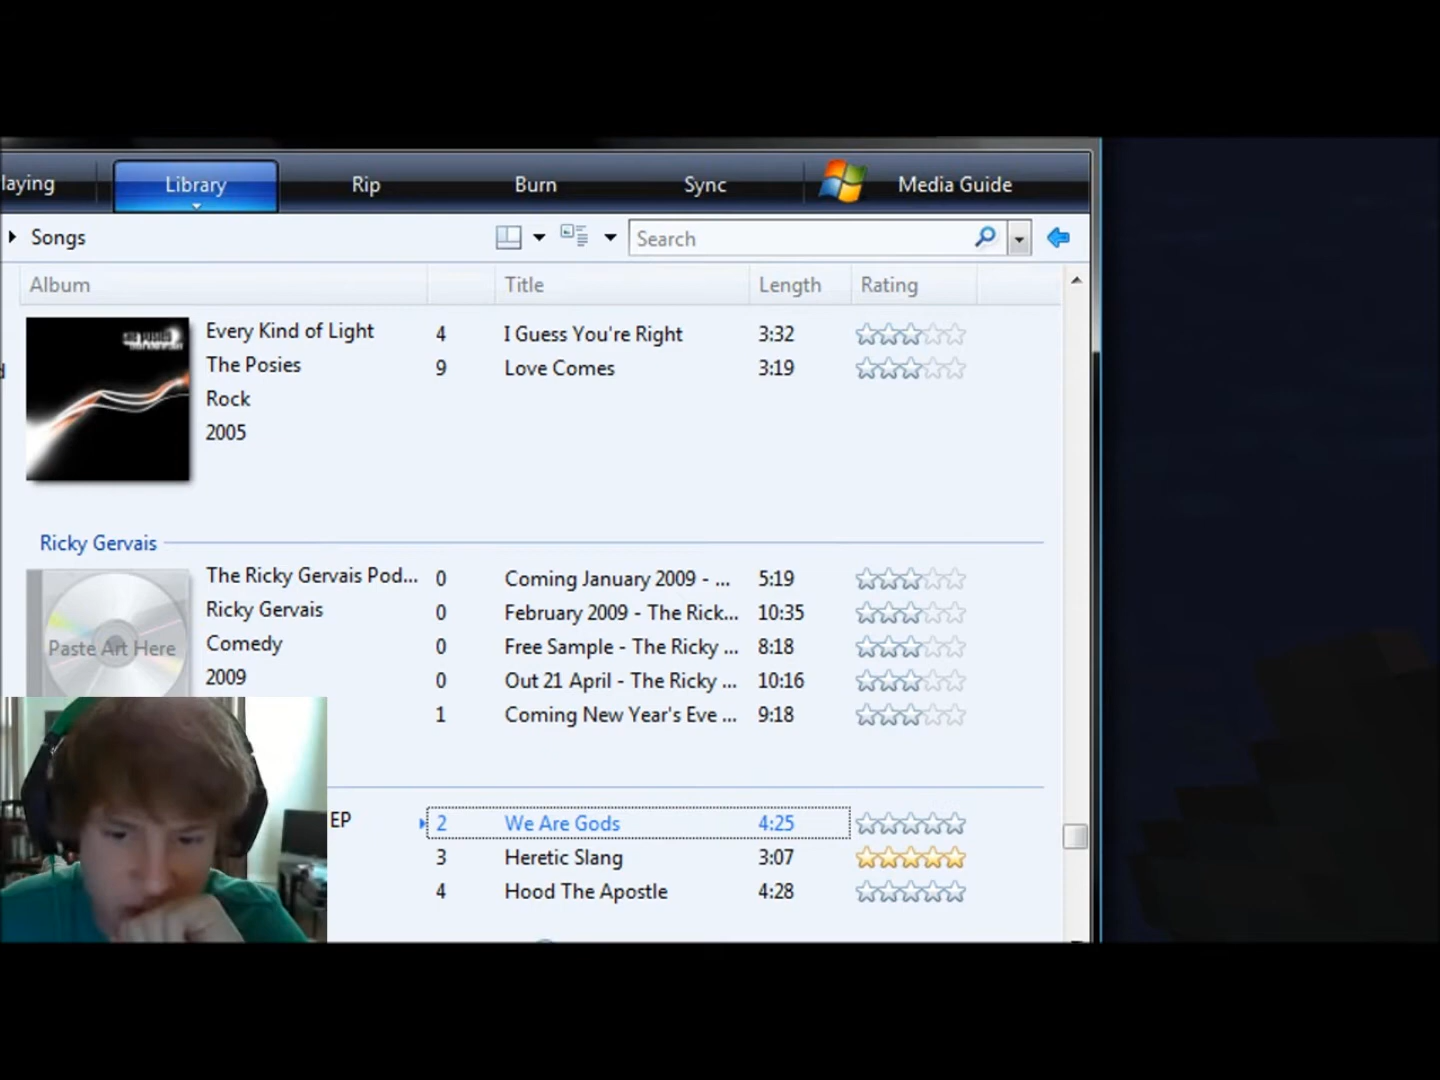 laying Library Rip Burn Sync Media Guide
Songs Search
Album Title Length Rating
Every Kind of Light 4 I Guess You're Right 3:32
The Posies 9 Love Comes 3:19
Rock
2005
Ricky Gervais
The Ricky Gervais Pod... 0 Coming January 2009 - ... 5:19
Ricky Gervais 0 February 2009 - The Rick... 10:35
Paste Art Here Comedy 0 Free Sample - The Ricky ... 8:18
2009 0 Out 21 April - The Ricky ... 10:16
1 Coming New Year's Eve ... 9:18
EP 2 We Are Gods 4:25
3 Heretic Slang 3:07
4 Hood The Apostle 4:28